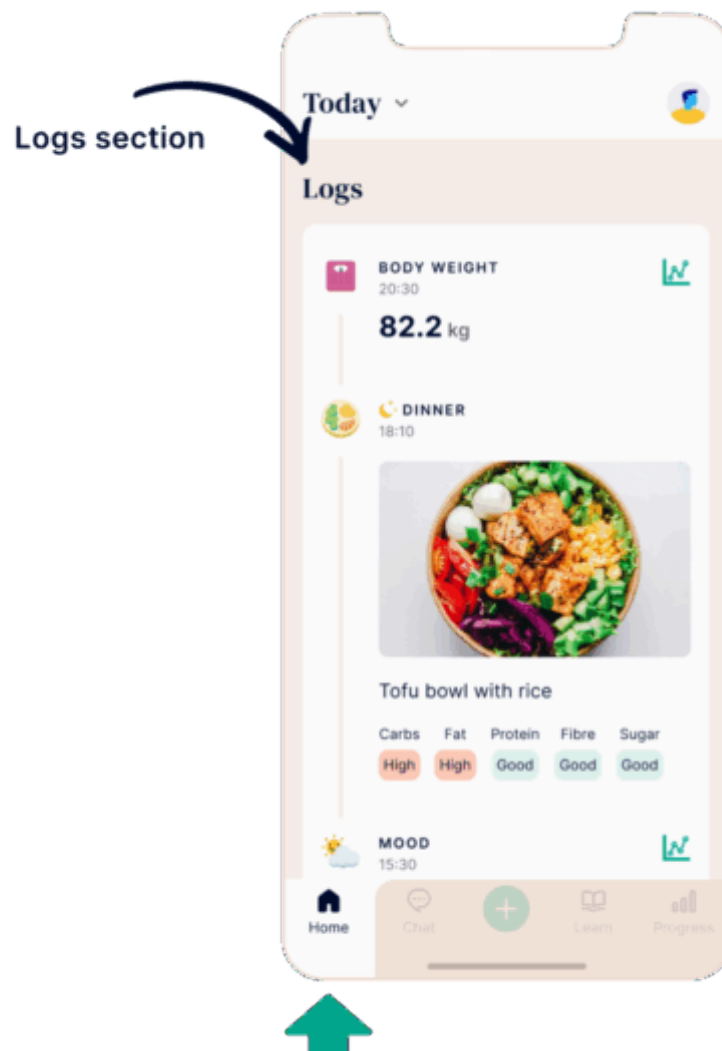 Logs section
Today
Logs
BODY WEIGHT
20:30
82.2 kg
DINNER
18:10
Tofu bowl with rice
Carbs Fat Protein Fibre Sugar
High High Good Good Good
MOOD
15:30
Home Chat Learn Progress